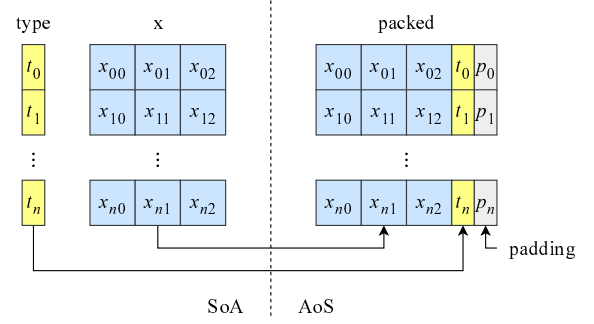 type x packed
t0 x00 x01 x02 x00 x01 x02 t0 p0
t1 x10 x11 x12 x10 x11 x12 t1 p1
⋮ ⋮ ⋮
tn xn0 xn1 xn2 xn0 xn1 xn2 tn pn
padding
SoA AoS